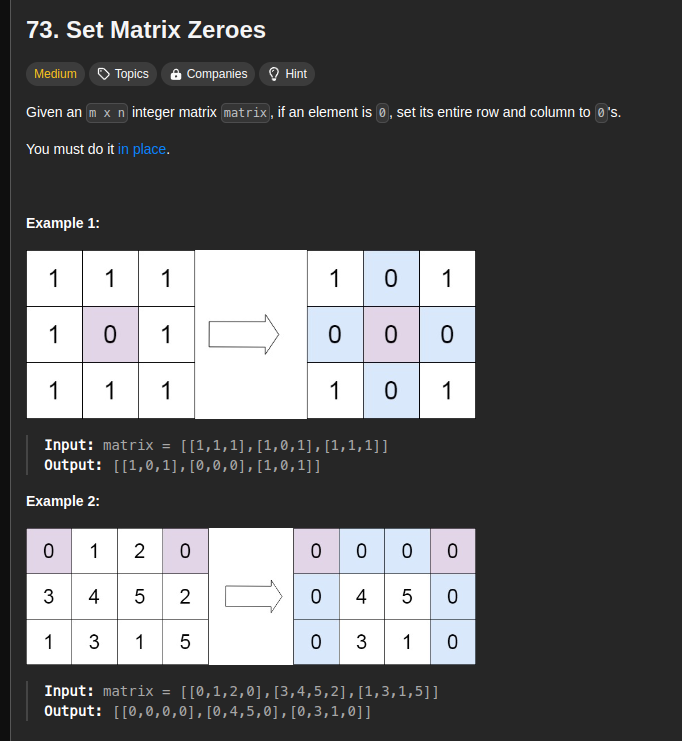 73. Set Matrix Zeroes
Medium Topics Companies Hint
Given an m x n integer matrix matrix, if an element is 0, set its entire row and column to 0's.
You must do it in place.
Example 1:
1 1 1 1 0 1
1 0 1 0 0 0
1 1 1 1 0 1
Input: matrix = [[1,1,1],[1,0,1],[1,1,1]]
Output: [[1,0,1],[0,0,0],[1,0,1]]
Example 2:
0 1 2 0 0 0 0 0
3 4 5 2 0 4 5 0
1 3 1 5 0 3 1 0
Input: matrix = [[0,1,2,0],[3,4,5,2],[1,3,1,5]]
Output: [[0,0,0,0],[0,4,5,0],[0,3,1,0]]